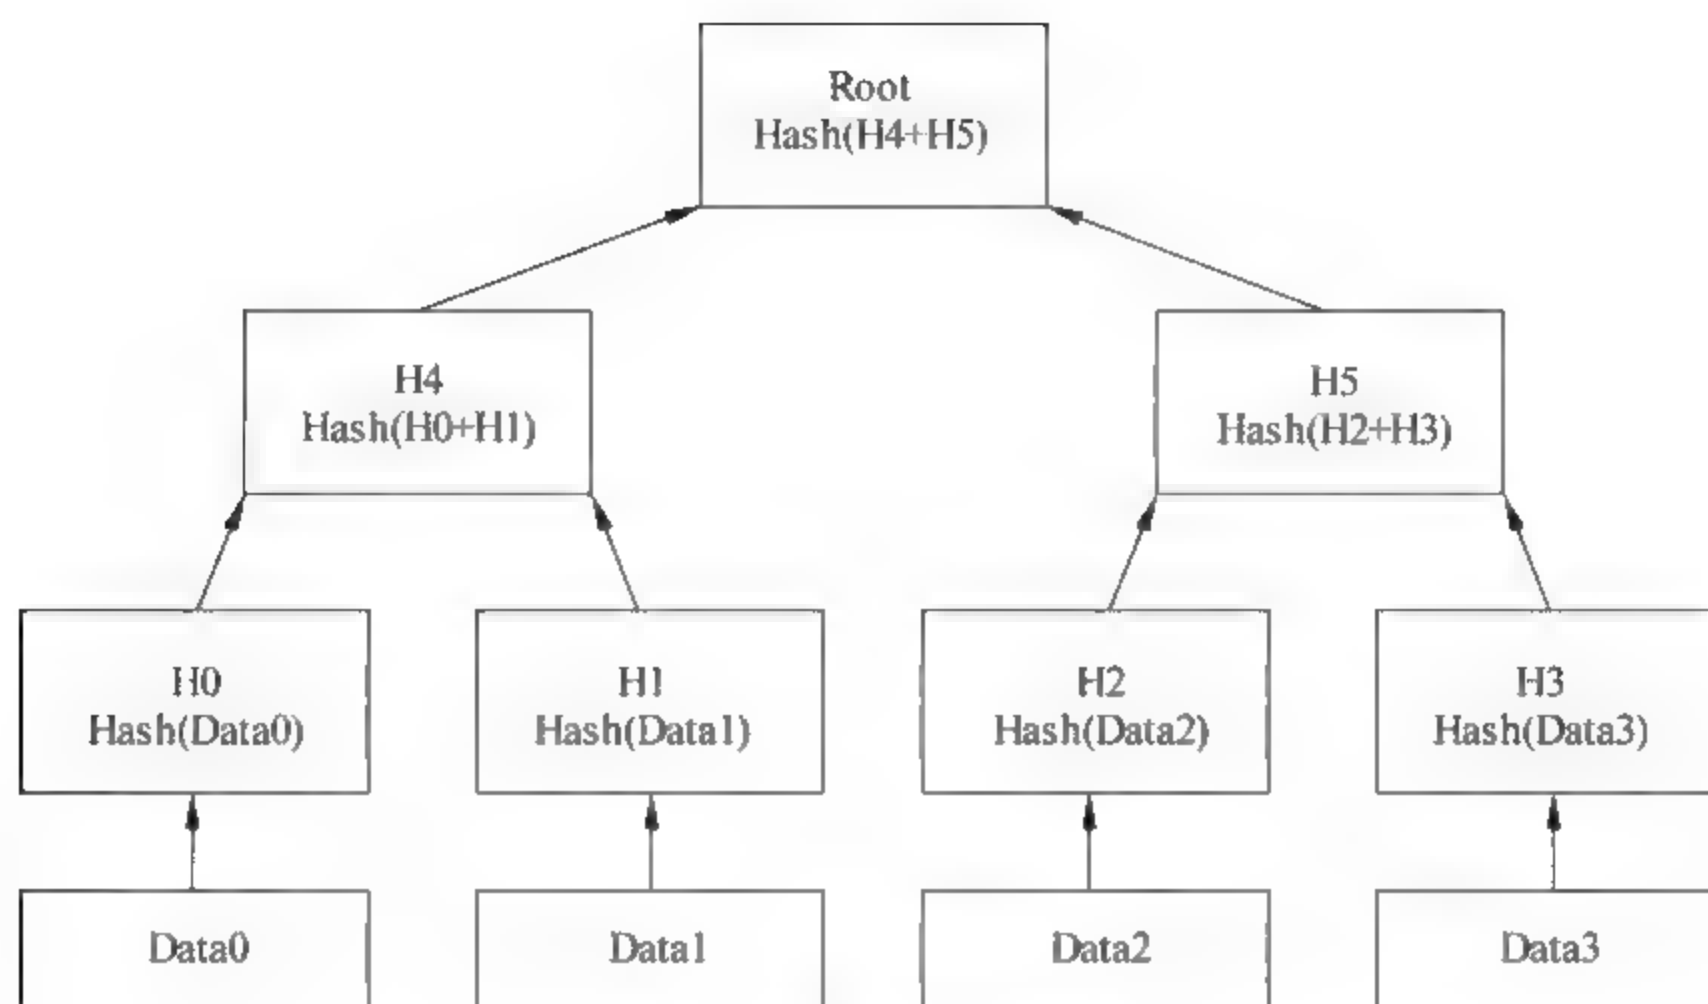 Root
Hash(H4+H5)
H4
Hash(H0+H1)
H5
Hash(H2+H3)
H0
Hash(Data0)
H1
Hash(Data1)
H2
Hash(Data2)
H3
Hash(Data3)
Data0
Data1
Data2
Data3